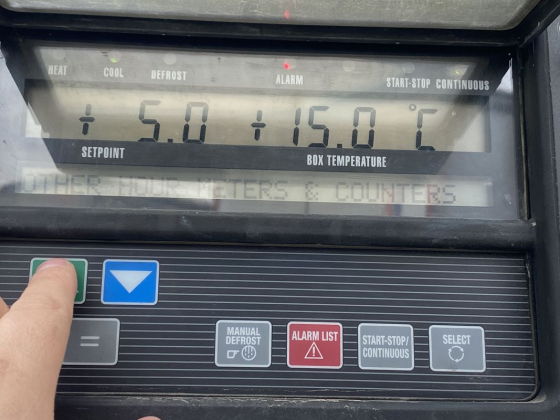 HEAT COOL DEFROST ALARM START-STOP CONTINUOUS
+ 5.0 +15.0 °C
SETPOINT BOX TEMPERATURE
OTHER HOUR METERS & COUNTERS
=
MANUAL DEFROST
ALARM LIST
START-STOP/ CONTINUOUS
SELECT